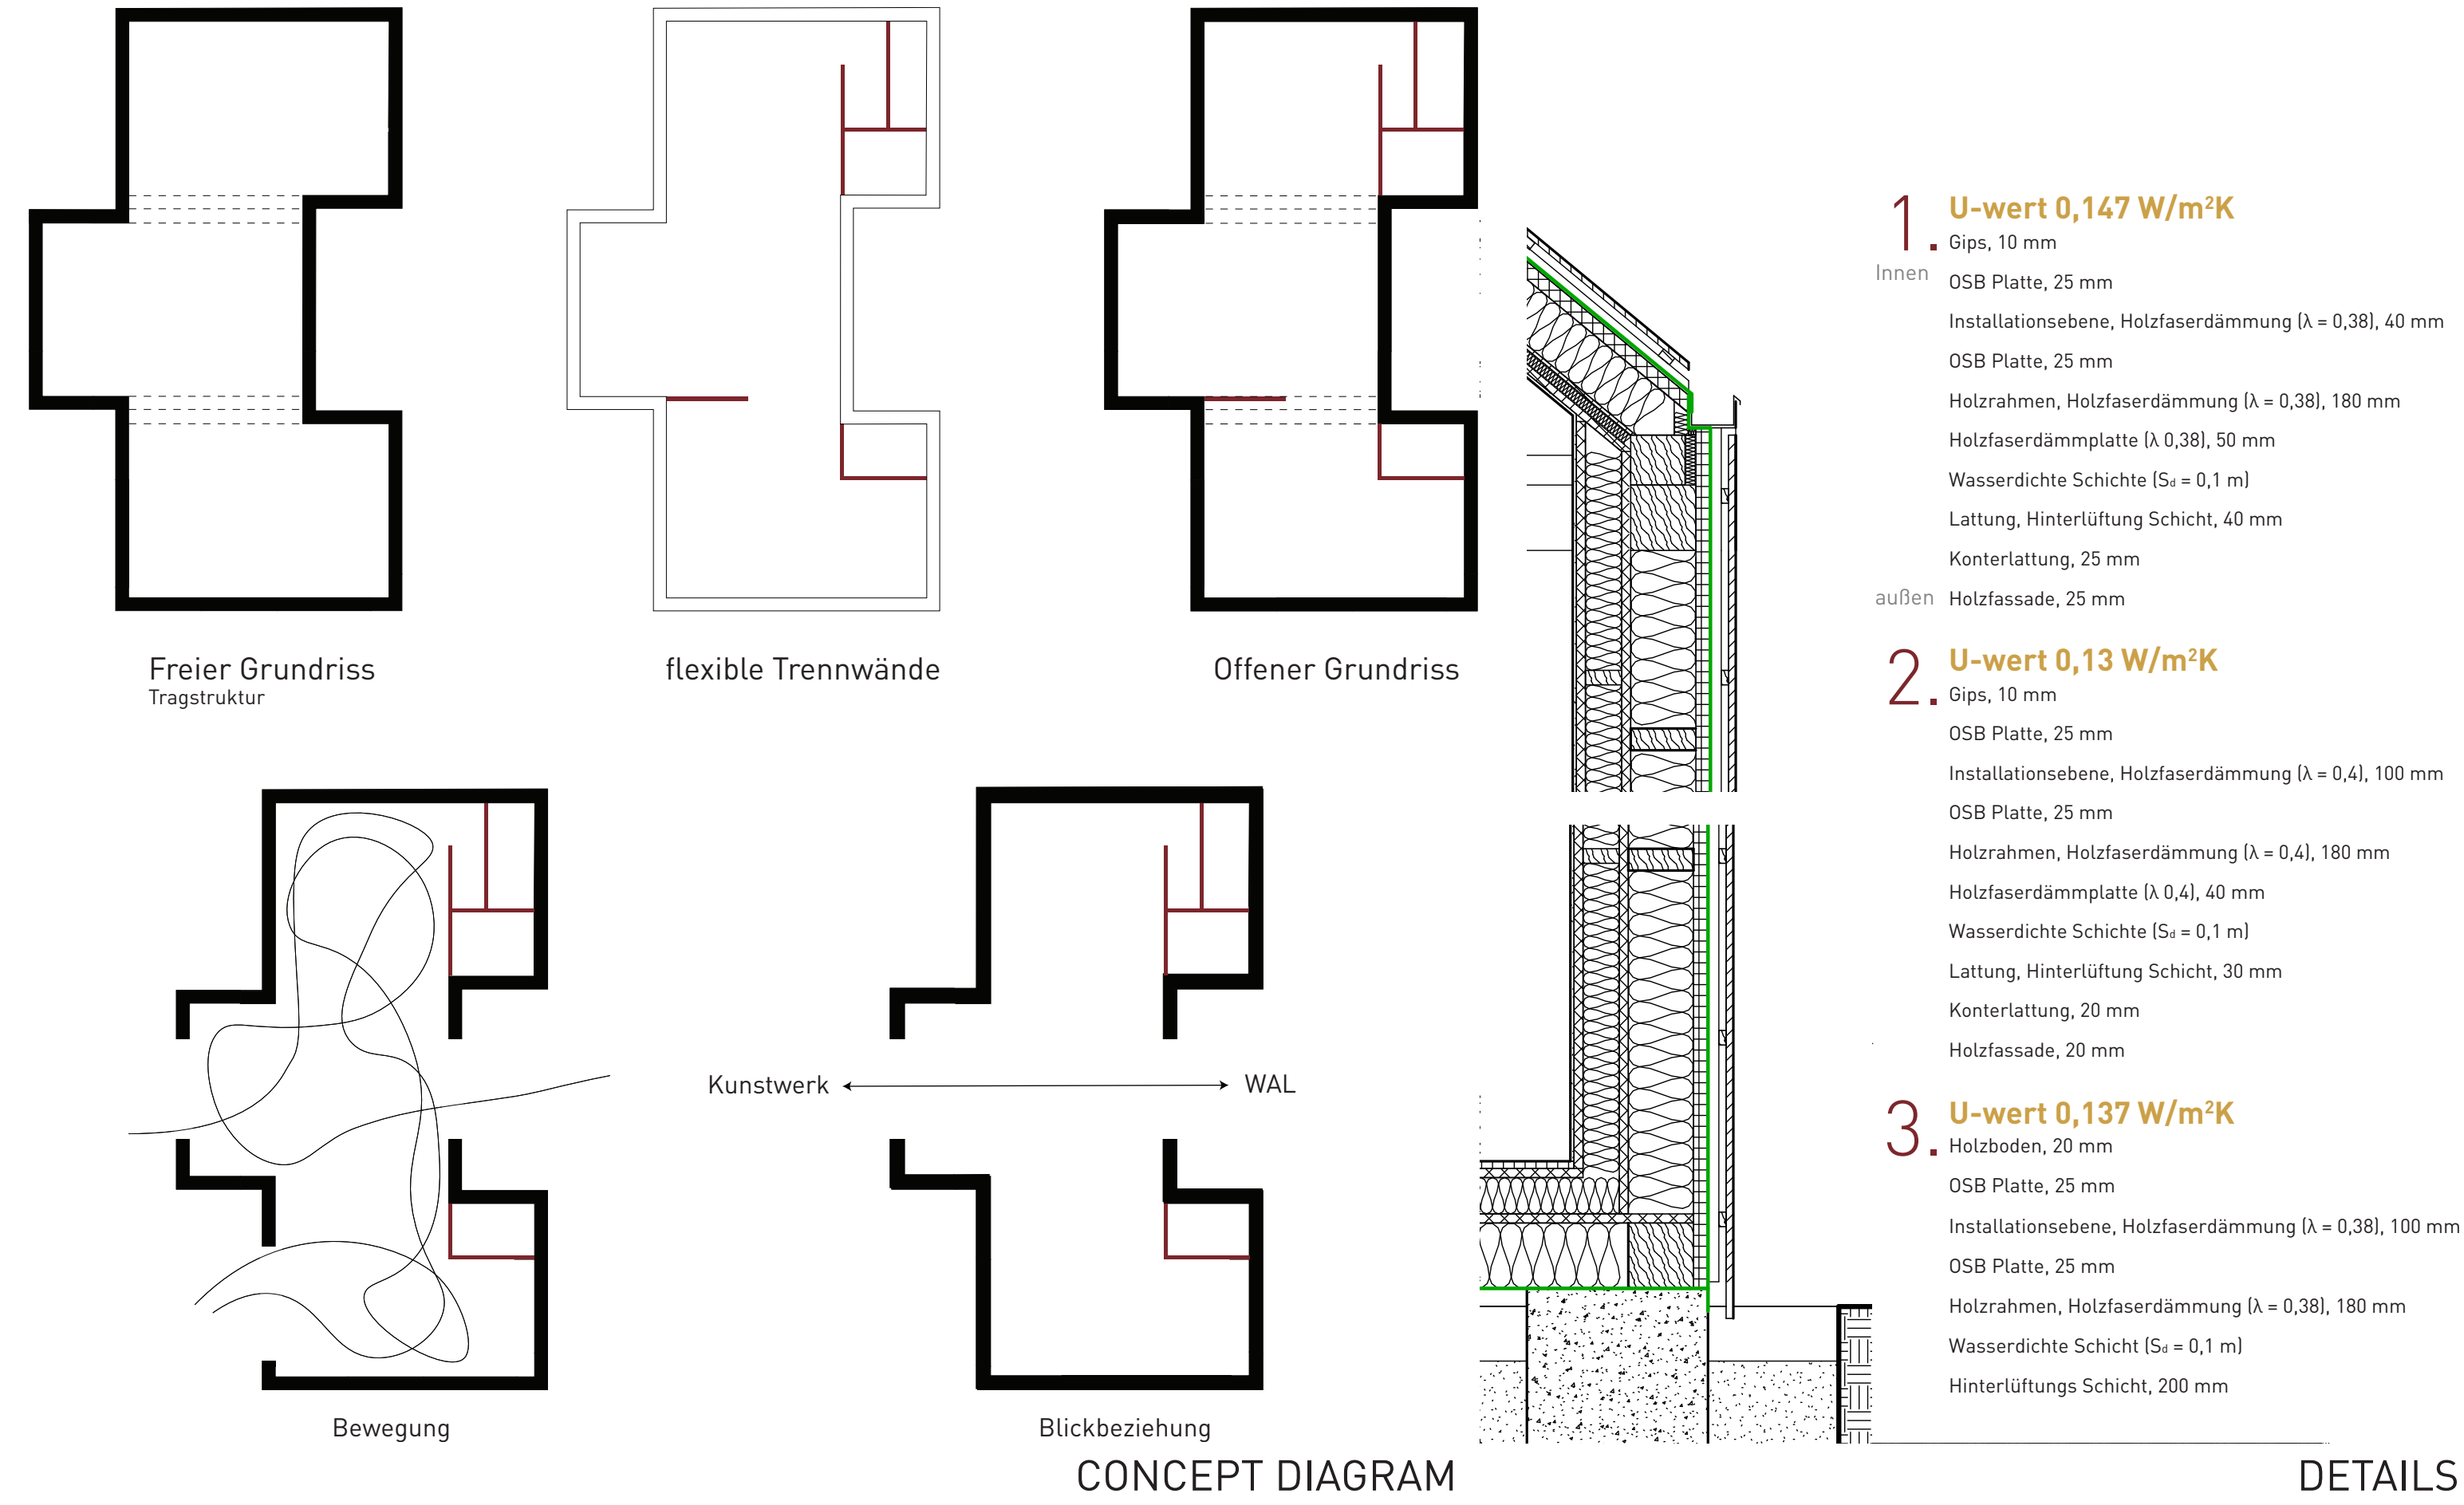 Freier Grundriss
Tragstruktur
flexible Trennwände
Offener Grundriss
Bewegung
Kunstwerk
WAL
Blickbeziehung
CONCEPT DIAGRAM
1. U-wert 0,147 W/m²K
Innen
Gips, 10 mm
OSB Platte, 25 mm
Installationsebene, Holzfaserdämmung (λ = 0,38), 40 mm
OSB Platte, 25 mm
Holzrahmen, Holzfaserdämmung (λ = 0,38), 180 mm
Holzfaserdämmplatte (λ 0,38), 50 mm
Wasserdichte Schichte (Sd = 0,1 m)
Lattung, Hinterlüftung Schicht, 40 mm
Konterlattung, 25 mm
außen
Holzfassade, 25 mm
2. U-wert 0,13 W/m²K
Gips, 10 mm
OSB Platte, 25 mm
Installationsebene, Holzfaserdämmung (λ = 0,4), 100 mm
OSB Platte, 25 mm
Holzrahmen, Holzfaserdämmung (λ = 0,4), 180 mm
Holzfaserdämmplatte (λ 0,4), 40 mm
Wasserdichte Schichte (Sd = 0,1 m)
Lattung, Hinterlüftung Schicht, 30 mm
Konterlattung, 20 mm
Holzfassade, 20 mm
3. U-wert 0,137 W/m²K
Holzboden, 20 mm
OSB Platte, 25 mm
Installationsebene, Holzfaserdämmung (λ = 0,38), 100 mm
OSB Platte, 25 mm
Holzrahmen, Holzfaserdämmung (λ = 0,38), 180 mm
Wasserdichte Schicht (Sd = 0,1 m)
Hinterlüftungs Schicht, 200 mm
DETAILS